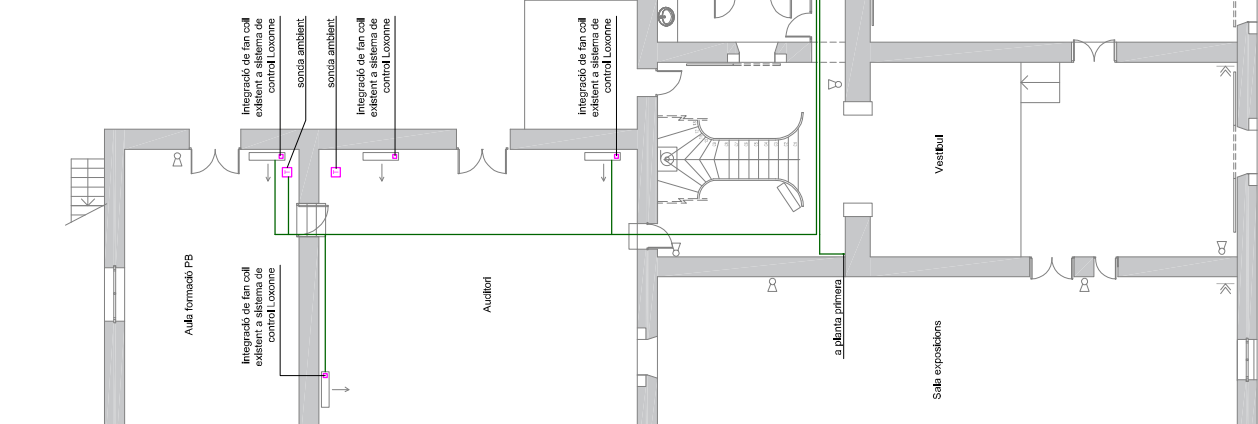 Integració de fan coil
existent a sistema de
control Loxonne
sonda ambient
sonda ambient
Integració de fan coil
existent a sistema de
control Loxonne
Integració de fan coil
existent a sistema de
control Loxonne
Vestíbul
Aula formació PB
Integració de fan coil
existent a sistema de
control Loxonne
Auditori
a planta primera
Sala exposicions